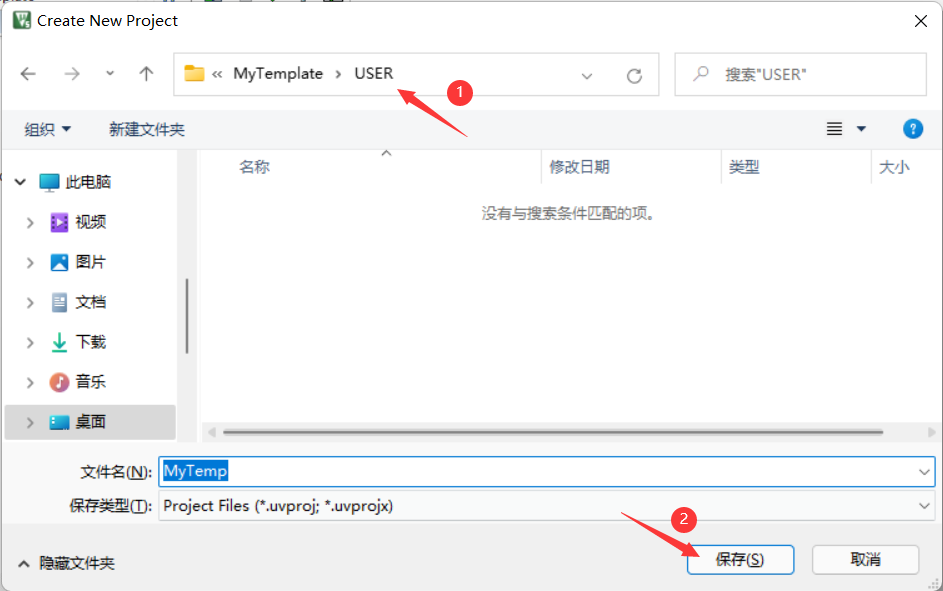 Create New Project
« MyTemplate › USER
搜索"USER"
1
组织
新建文件夹
名称
修改日期
类型
大小
没有与搜索条件匹配的项。
此电脑
视频
图片
文档
下载
音乐
桌面
文件名(N):
MyTemp
保存类型(T):
Project Files (*.uvproj; *.uvprojx)
2
隐藏文件夹
保存(S)
取消